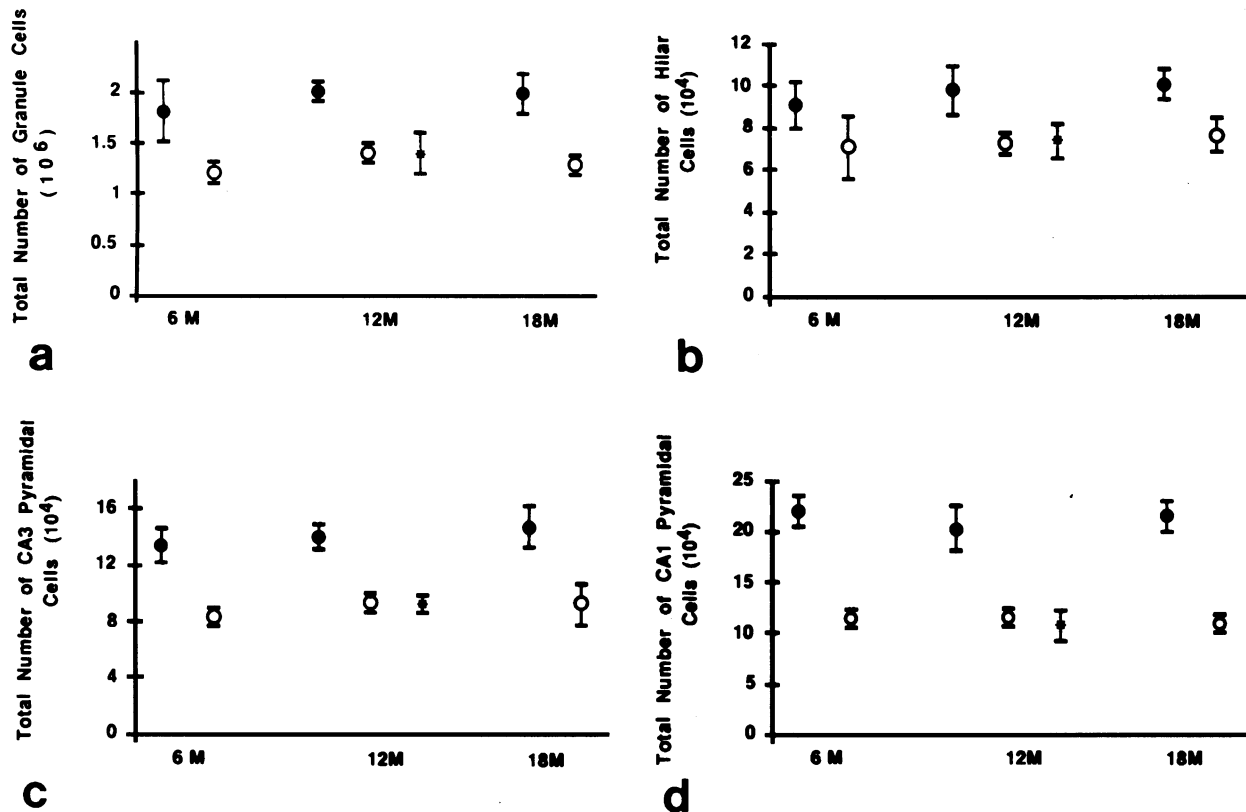 Total Number of Granule Cells
(10⁶)
2
1.5
1
0.5
0
6 M 12M 18M
a
Total Number of Hilar
Cells (10⁴)
12
10
8
6
4
2
0
6 M 12M 18M
b
Total Number of CA3 Pyramidal
Cells (10⁴)
16
12
8
4
0
6 M 12M 18M
c
Total Number of CA1 Pyramidal
Cells (10⁴)
25
20
15
10
5
0
6 M 12M 18M
d